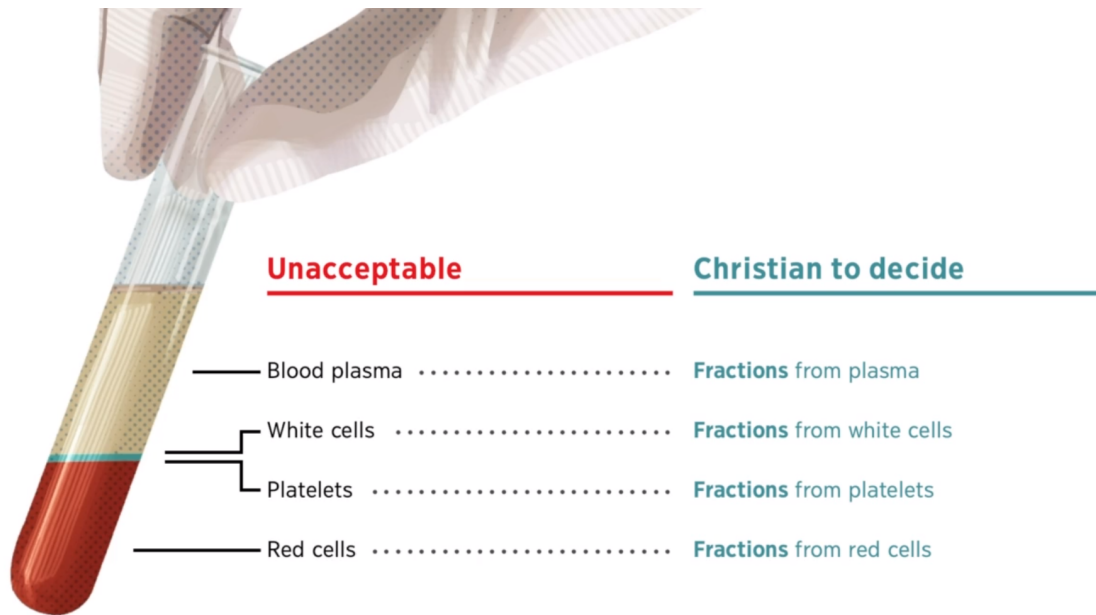 Unacceptable Christian to decide
Blood plasma Fractions from plasma
White cells Fractions from white cells
Platelets Fractions from platelets
Red cells Fractions from red cells